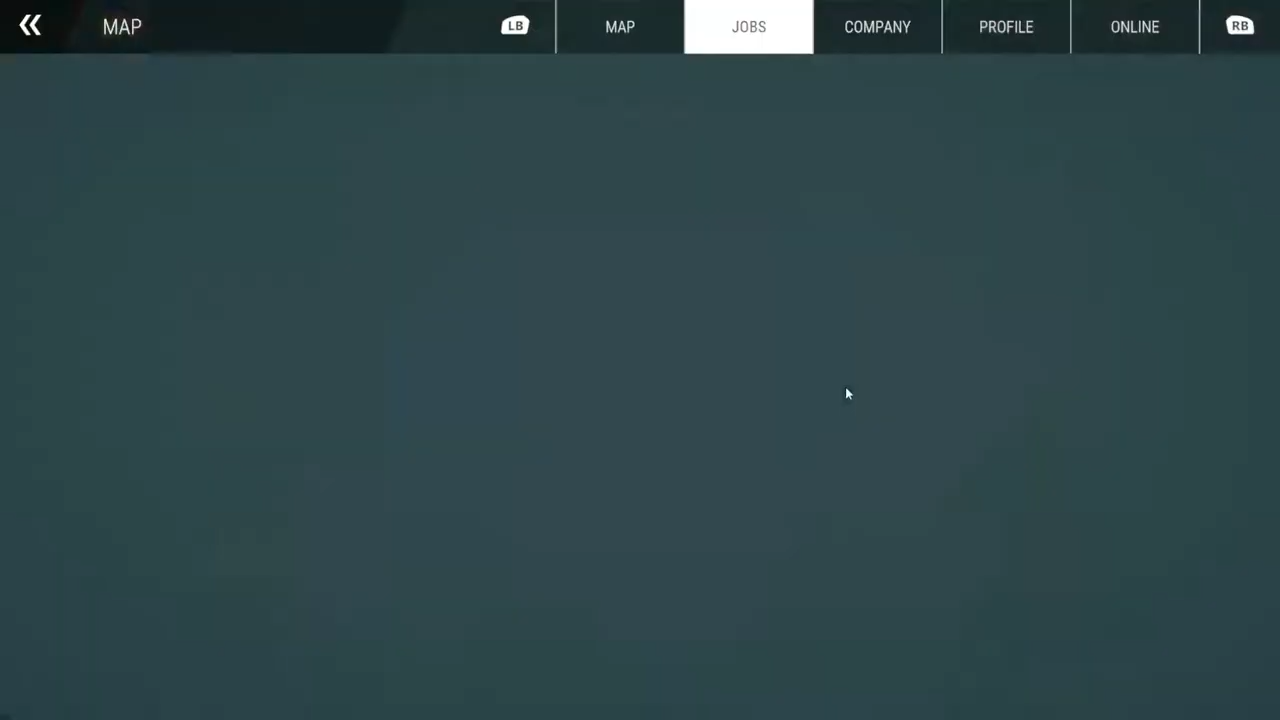 MAP
LB
MAP
JOBS
COMPANY
PROFILE
ONLINE
RB